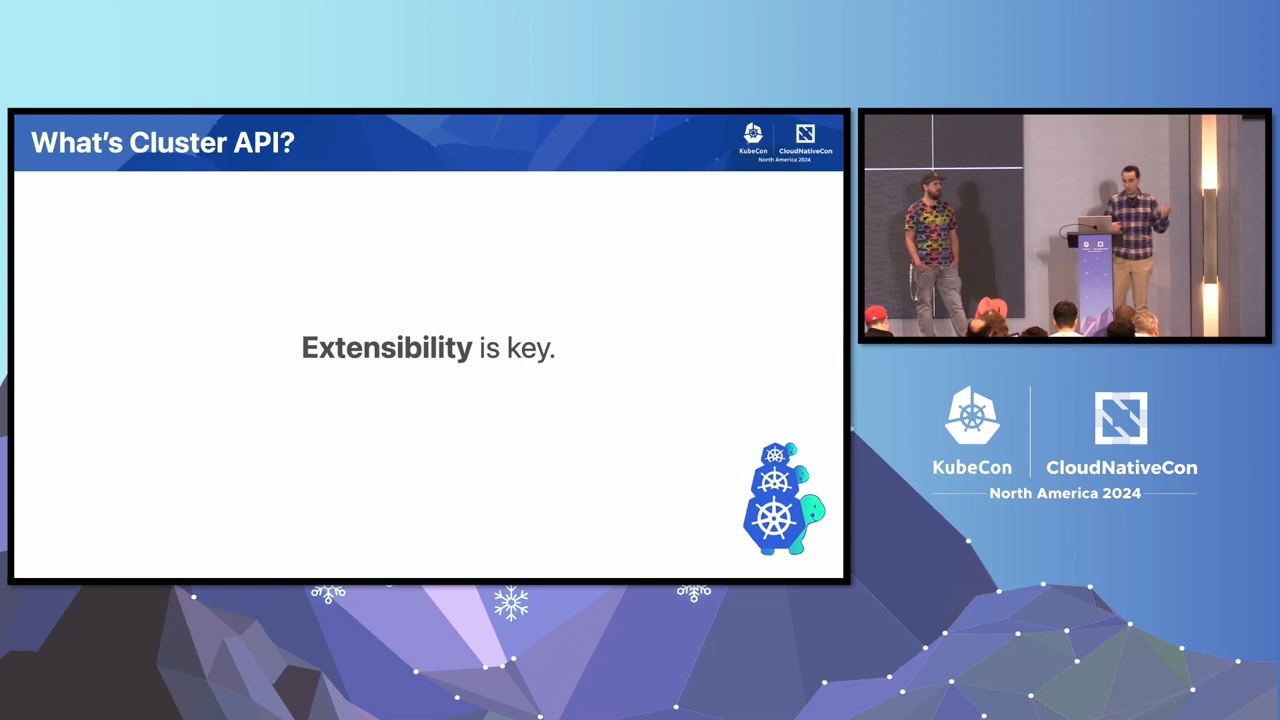 What's Cluster API?
KubeCon
CloudNativeCon
North America 2024
Extensibility is key.
KubeCon
CloudNativeCon
North America 2024